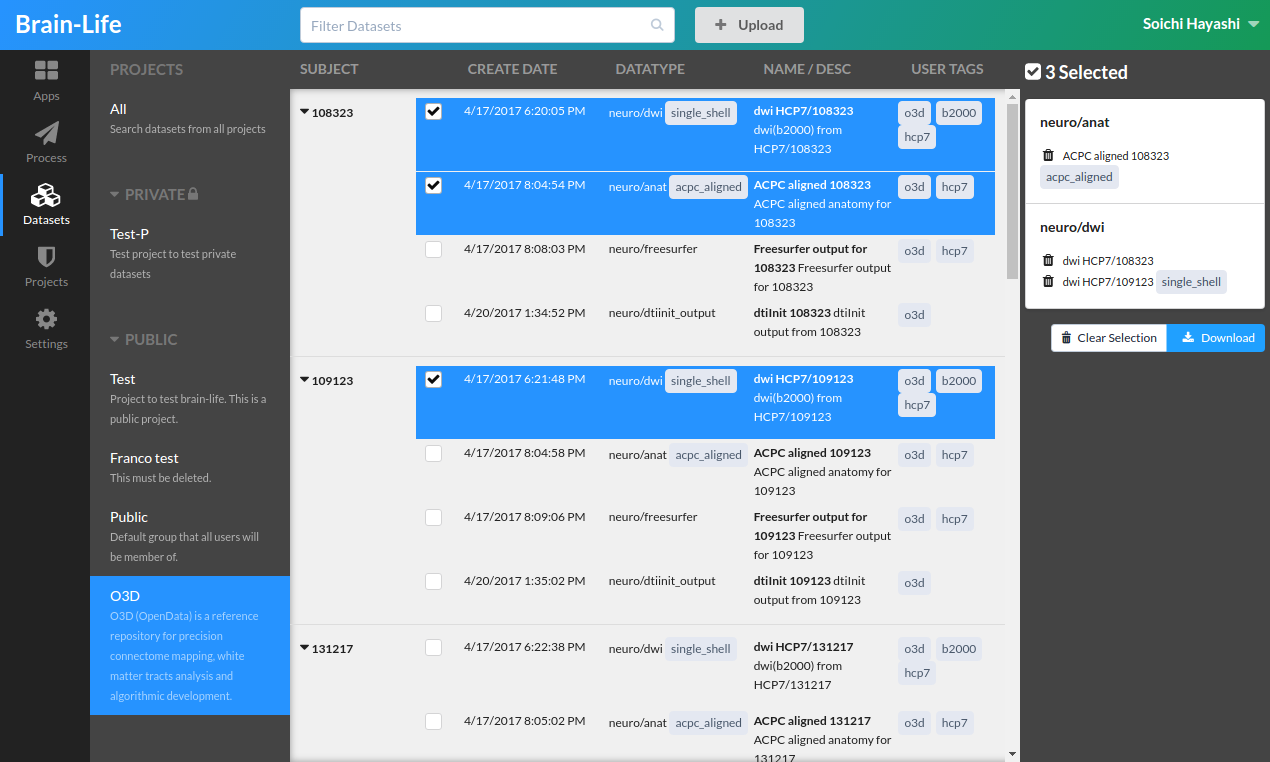 Brain-Life
Filter Datasets
Upload
Soichi Hayashi
Apps
Process
Datasets
Projects
Settings
PROJECTS
All
Search datasets from all projects
PRIVATE
Test-P
Test project to test private
datasets
PUBLIC
Test
Project to test brain-life. This is a
public project.
Franco test
This must be deleted.
Public
Default group that all users will
be member of.
O3D
O3D (OpenData) is a reference
repository for precision
connectome mapping, white
matter tracts analysis and
algorithmic development.
SUBJECT CREATE DATE DATATYPE NAME / DESC USER TAGS
108323 4/17/2017 6:20:05 PM neuro/dwi single_shell dwi HCP7/108323 o3d b2000
dwi(b2000) from hcp7
HCP7/108323
4/17/2017 8:04:54 PM neuro/anat acpc_aligned ACPC aligned 108323 o3d hcp7
ACPC aligned anatomy for
108323
4/17/2017 8:08:03 PM neuro/freesurfer Freesurfer output for o3d hcp7
108323 Freesurfer output
for 108323
4/20/2017 1:34:52 PM neuro/dtiinit_output dtiInit 108323 dtiInit o3d
output from 108323
109123 4/17/2017 6:21:48 PM neuro/dwi single_shell dwi HCP7/109123 o3d b2000
dwi(b2000) from hcp7
HCP7/109123
4/17/2017 8:04:58 PM neuro/anat acpc_aligned ACPC aligned 109123 o3d hcp7
ACPC aligned anatomy for
109123
4/17/2017 8:09:06 PM neuro/freesurfer Freesurfer output for o3d hcp7
109123 Freesurfer output
for 109123
4/20/2017 1:35:02 PM neuro/dtiinit_output dtiInit 109123 dtiInit o3d
output from 109123
131217 4/17/2017 6:22:38 PM neuro/dwi single_shell dwi HCP7/131217 o3d b2000
dwi(b2000) from hcp7
HCP7/131217
4/17/2017 8:05:02 PM neuro/anat acpc_aligned ACPC aligned 131217 o3d hcp7
ACPC aligned anatomy for
131217
3 Selected
neuro/anat
ACPC aligned 108323
acpc_aligned
neuro/dwi
dwi HCP7/108323
dwi HCP7/109123 single_shell
Clear Selection Download